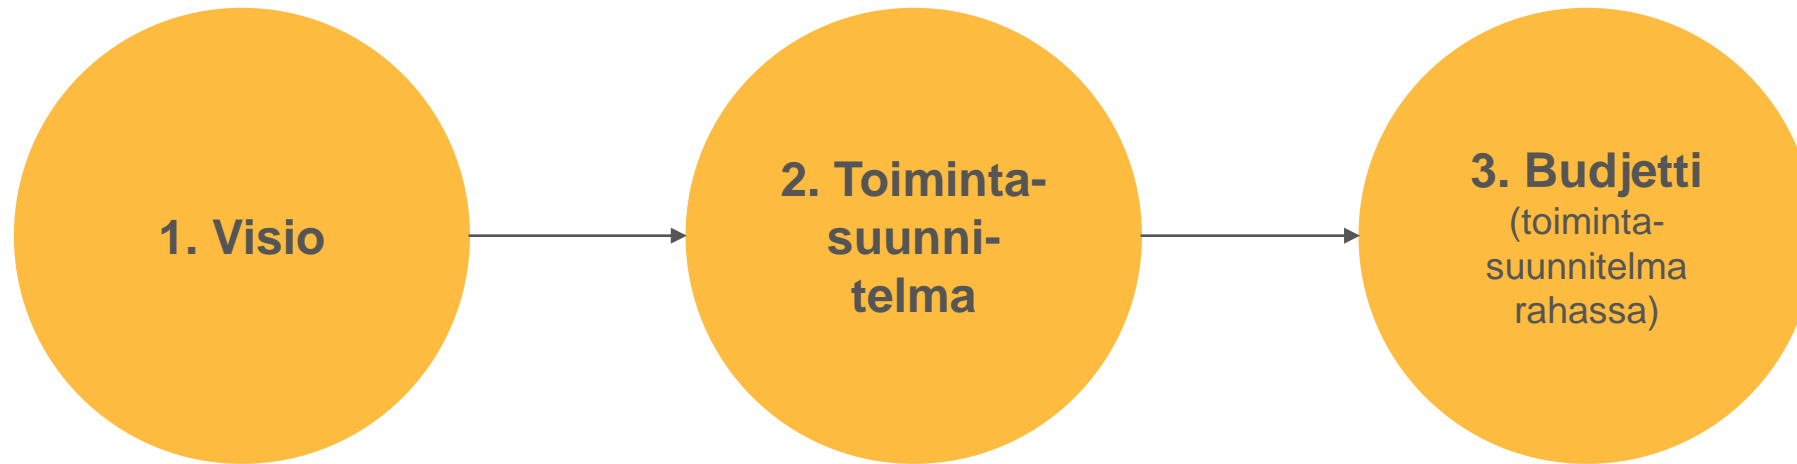 1. Visio
2. Toiminta-
suunni-
telma
3. Budjetti
(toiminta-
suunnitelma
rahassa)